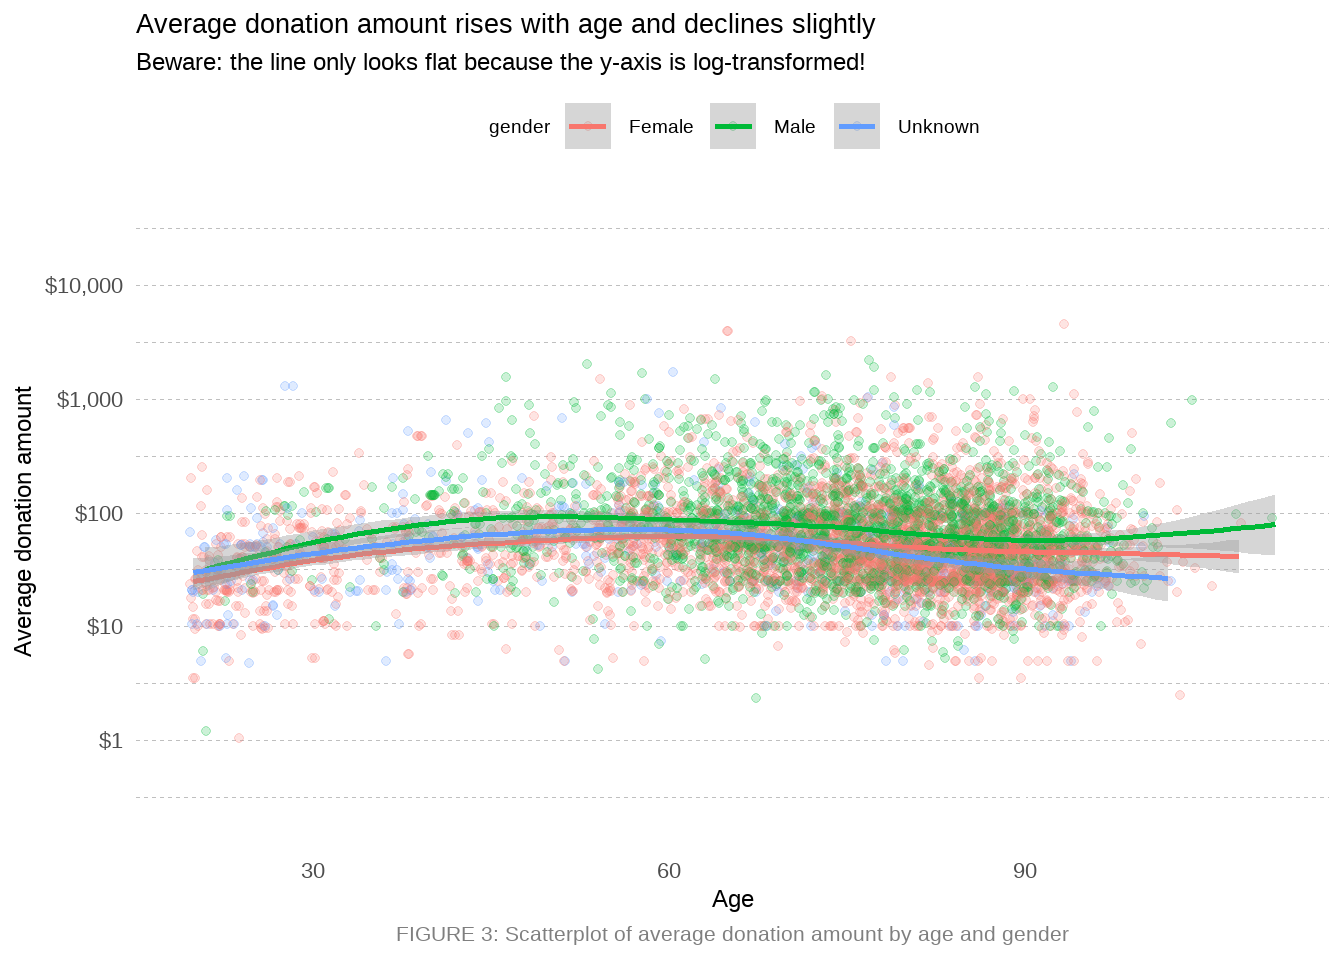 Average donation amount rises with age and declines slightly
Beware: the line only looks flat because the y-axis is log-transformed!
gender Female Male Unknown
Average donation amount
$10,000
$1,000
$100
$10
$1
30 60 90
Age
FIGURE 3: Scatterplot of average donation amount by age and gender